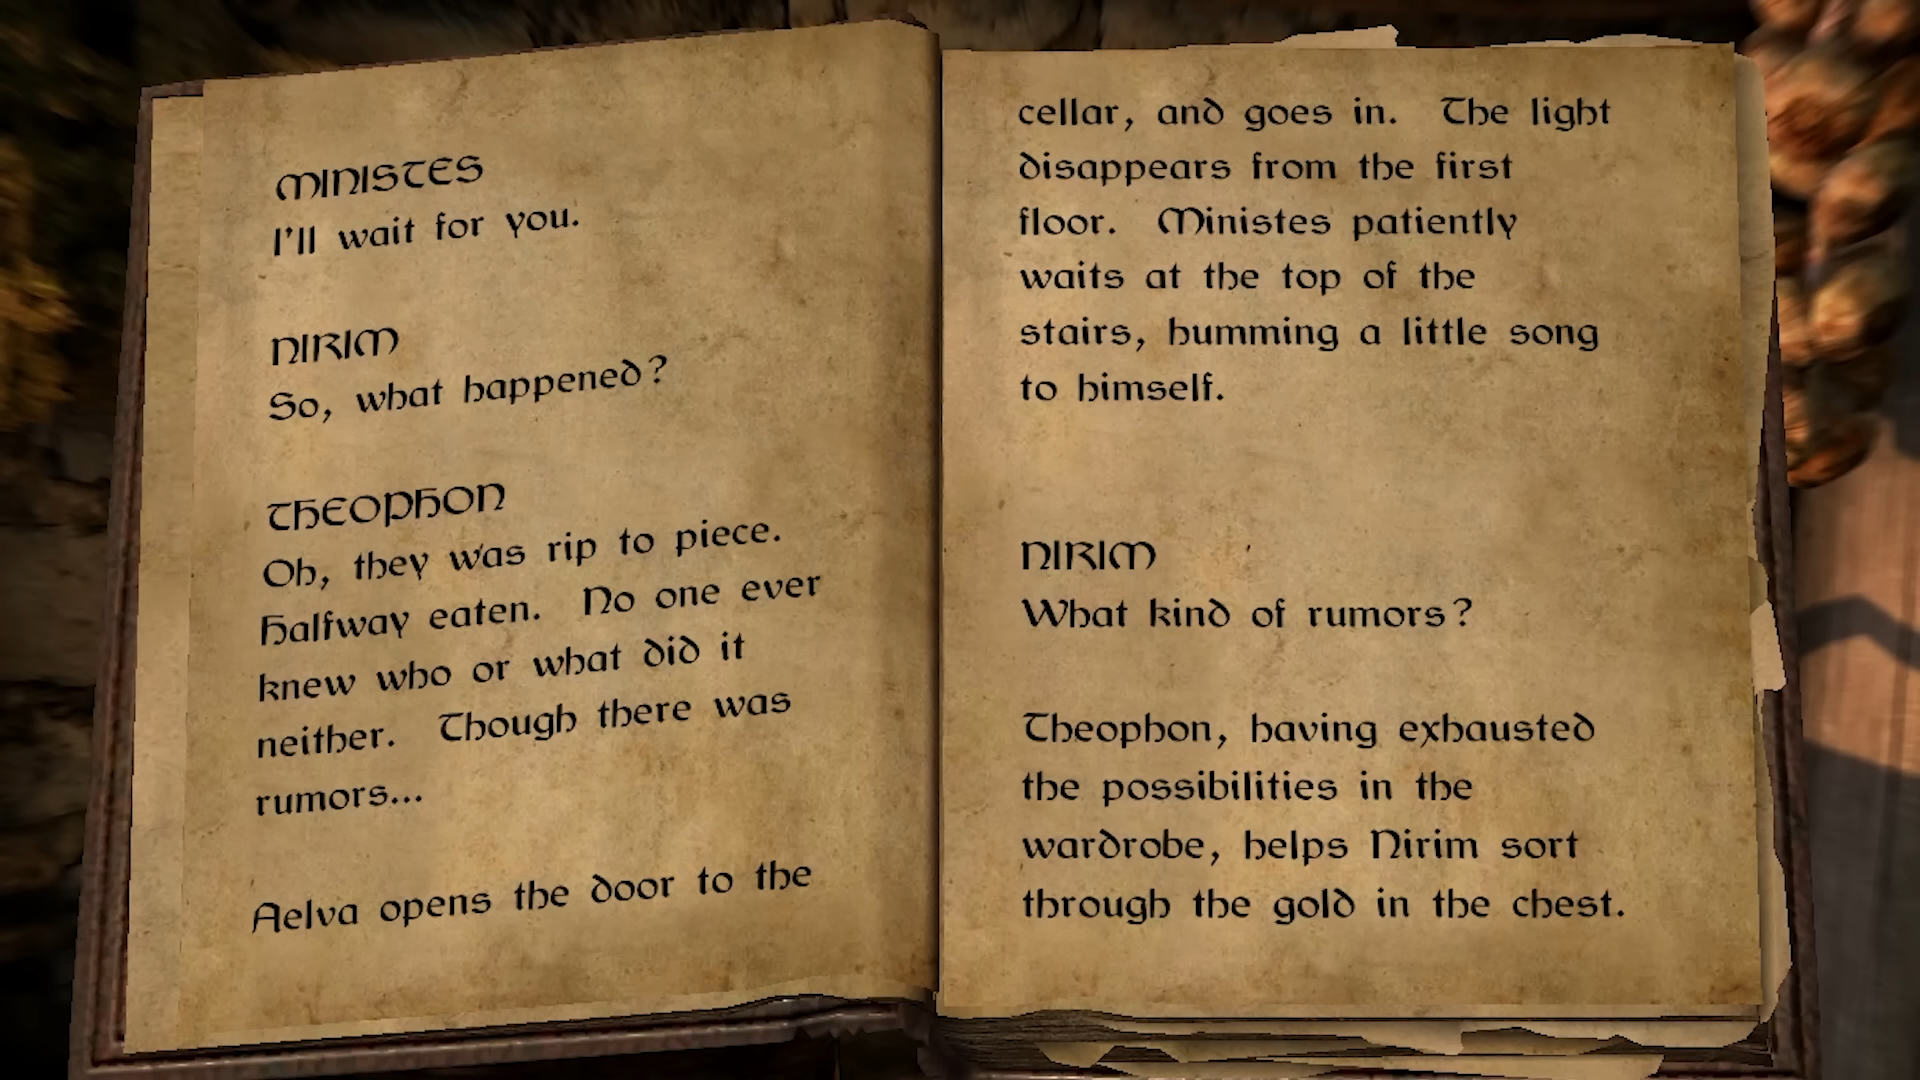 MINISTES
I'll wait for you.
NIRIM
So, what happened?
THEOPHON
Oh, they was rip to piece.
Halfway eaten. No one ever
knew who or what did it
neither. Though there was
rumors...
Aelva opens the door to the
cellar, and goes in. The light
disappears from the first
floor. Ministes patiently
waits at the top of the
stairs, humming a little song
to himself.
NIRIM
What kind of rumors?
Theophon, having exhausted
the possibilities in the
wardrobe, helps Nirim sort
through the gold in the chest.